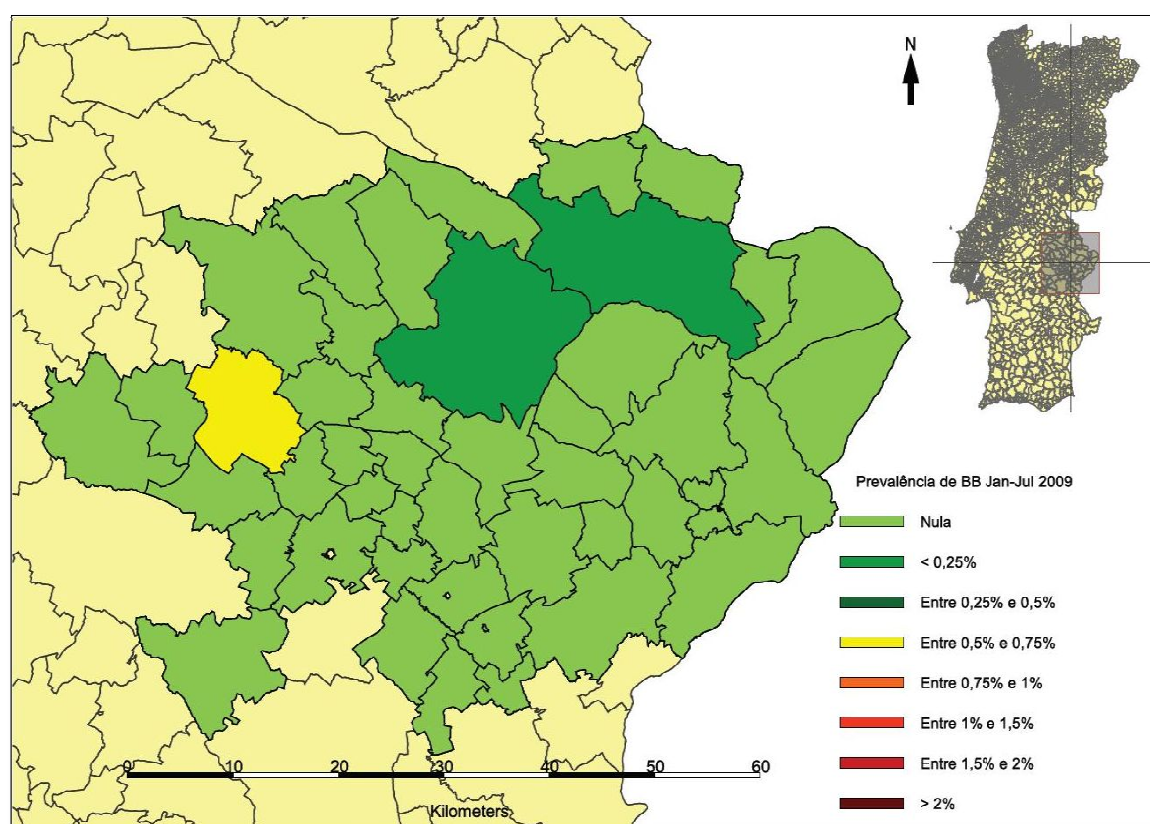 N
Prevalência de BB Jan-Jul 2009
Nula
< 0,25%
Entre 0,25% e 0,5%
Entre 0,5% e 0,75%
Entre 0,75% e 1%
Entre 1% e 1,5%
Entre 1,5% e 2%
> 2%
0 10 20 30 40 50 60
Kilometers